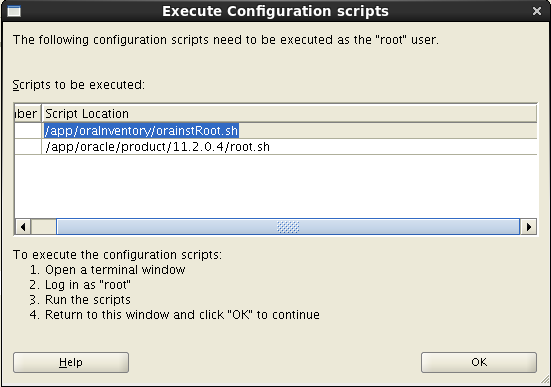 Execute Configuration scripts
The following configuration scripts need to be executed as the "root" user.
Scripts to be executed:
ber Script Location
/app/oraInventory/orainstRoot.sh
/app/oracle/product/11.2.0.4/root.sh
To execute the configuration scripts:
1. Open a terminal window
2. Log in as "root"
3. Run the scripts
4. Return to this window and click "OK" to continue
Help OK